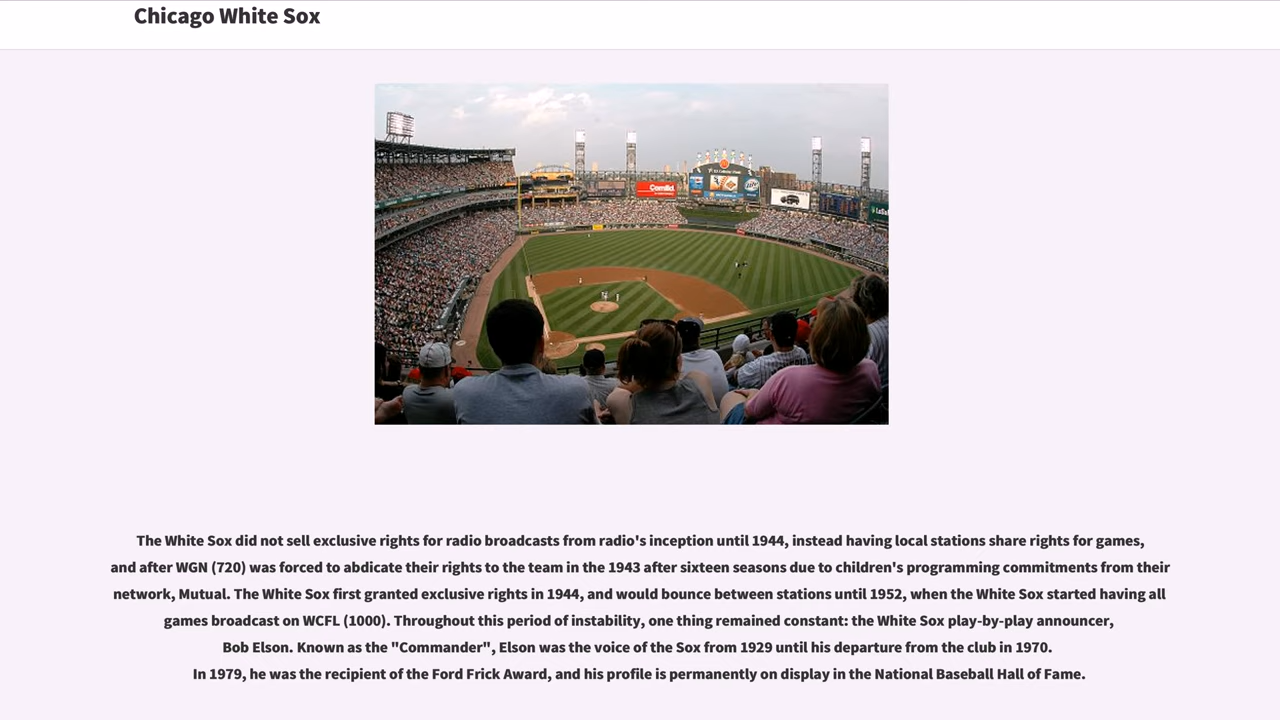 Chicago White Sox
Comcast
The White Sox did not sell exclusive rights for radio broadcasts from radio's inception until 1944, instead having local stations share rights for games,
and after WGN (720) was forced to abdicate their rights to the team in the 1943 after sixteen seasons due to children's programming commitments from their
network, Mutual. The White Sox first granted exclusive rights in 1944, and would bounce between stations until 1952, when the White Sox started having all
games broadcast on WCFL (1000). Throughout this period of instability, one thing remained constant: the White Sox play-by-play announcer,
Bob Elson. Known as the "Commander", Elson was the voice of the Sox from 1929 until his departure from the club in 1970.
In 1979, he was the recipient of the Ford Frick Award, and his profile is permanently on display in the National Baseball Hall of Fame.